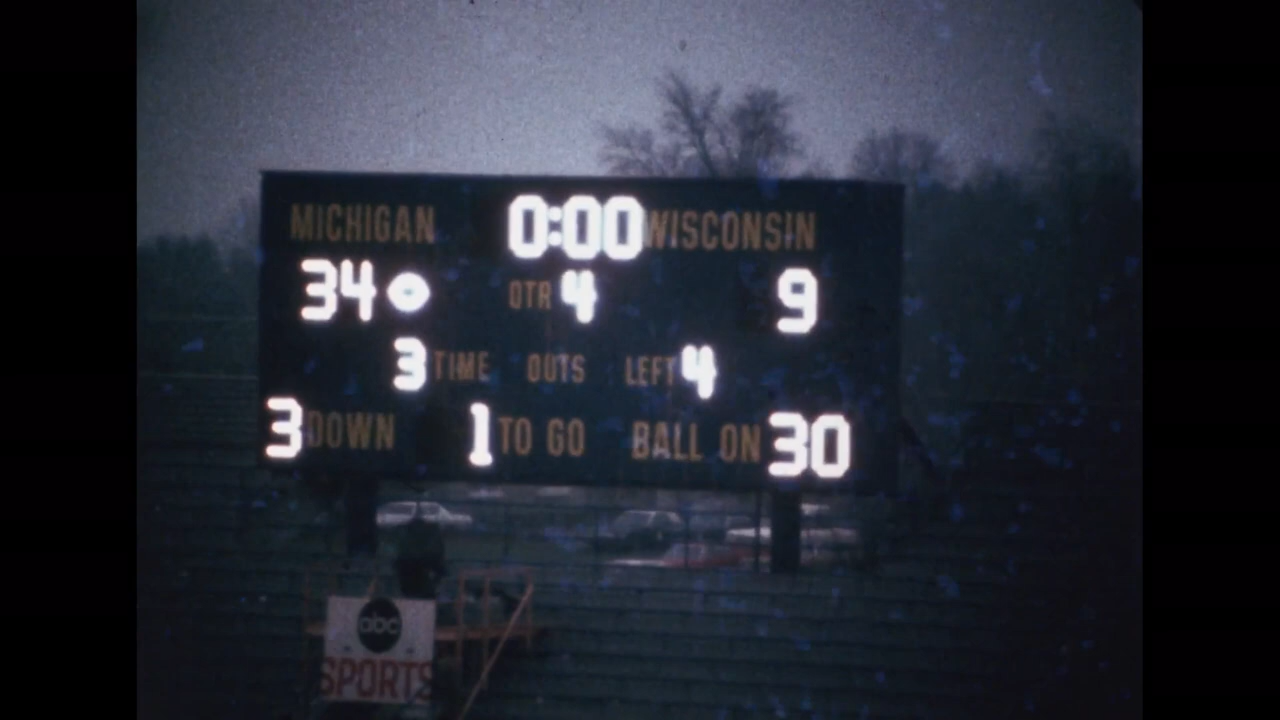 MICHIGAN 0:00 WISCONSIN
34 QTR 4 9
3 TIME OUTS LEFT 4
3 DOWN 1 TO GO BALL ON 30
abc
SPORTS